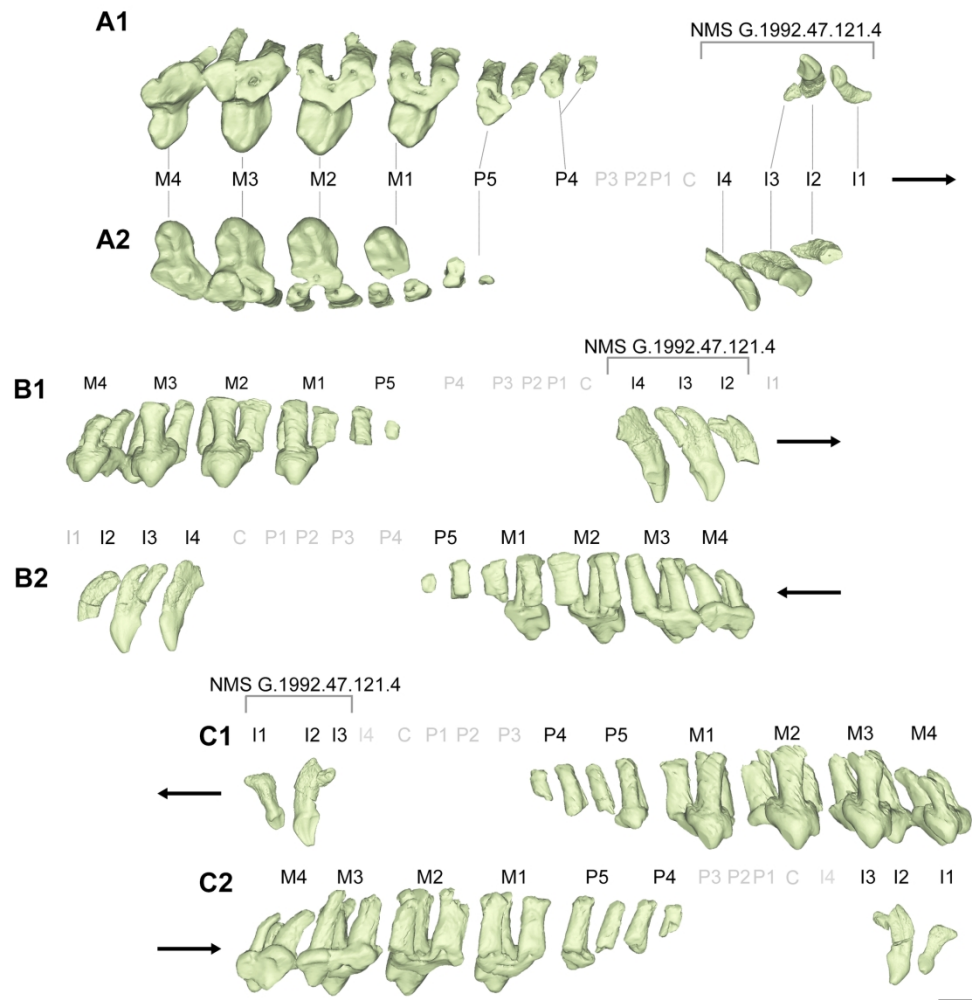 A1
NMS G.1992.47.121.4
M4 M3 M2 M1 P5 P4 P3 P2 P1 C I4 I3 I2 I1
A2
NMS G.1992.47.121.4
B1
M4 M3 M2 M1 P5 P4 P3 P2 P1 C I4 I3 I2 I1
I1 I2 I3 I4 C P1 P2 P3 P4 P5 M1 M2 M3 M4
B2
NMS G.1992.47.121.4
C1
I1 I2 I3 I4 C P1 P2 P3 P4 P5 M1 M2 M3 M4
C2
M4 M3 M2 M1 P5 P4 P3 P2 P1 C I4 I3 I2 I1